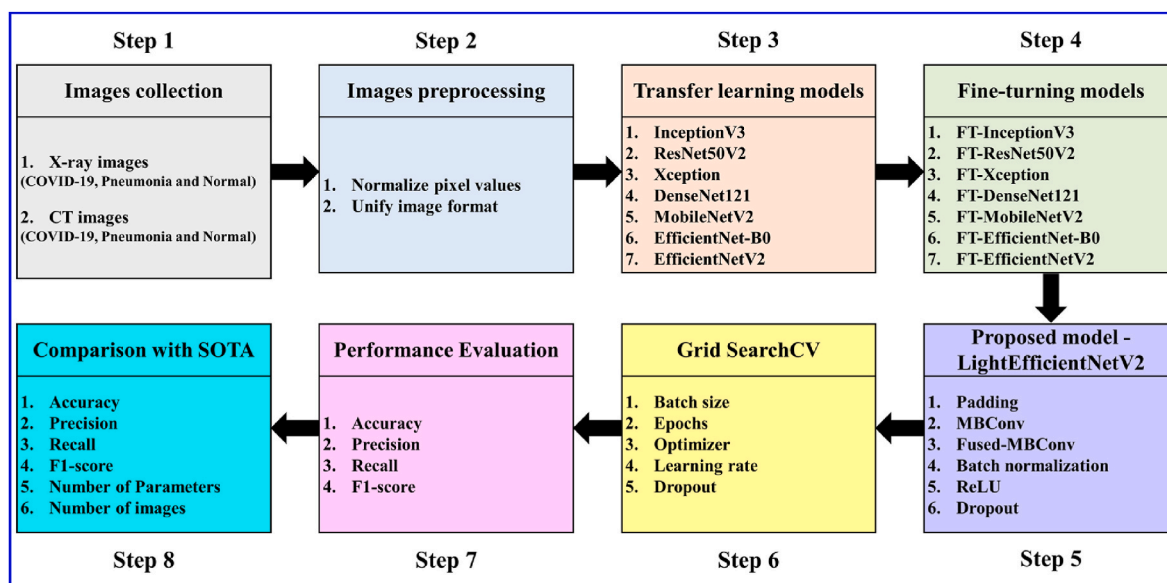 Step 1
Images collection
1. X-ray images
(COVID-19, Pneumonia and Normal)
2. CT images
(COVID-19, Pneumonia and Normal)
Step 2
Images preprocessing
1. Normalize pixel values
2. Unify image format
Step 3
Transfer learning models
1. InceptionV3
2. ResNet50V2
3. Xception
4. DenseNet121
5. MobileNetV2
6. EfficientNet-B0
7. EfficientNetV2
Step 4
Fine-turning models
1. FT-InceptionV3
2. FT-ResNet50V2
3. FT-Xception
4. FT-DenseNet121
5. FT-MobileNetV2
6. FT-EfficientNet-B0
7. FT-EfficientNetV2
Proposed model -
LightEfficientNetV2
1. Padding
2. MBConv
3. Fused-MBConv
4. Batch normalization
5. ReLU
6. Dropout
Step 5
Grid SearchCV
1. Batch size
2. Epochs
3. Optimizer
4. Learning rate
5. Dropout
Step 6
Performance Evaluation
1. Accuracy
2. Precision
3. Recall
4. F1-score
Step 7
Comparison with SOTA
1. Accuracy
2. Precision
3. Recall
4. F1-score
5. Number of Parameters
6. Number of images
Step 8